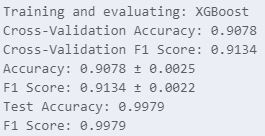 Training and evaluating: XGBoost
Cross-Validation Accuracy: 0.9078
Cross-Validation F1 Score: 0.9134
Accuracy: 0.9078 ± 0.0025
F1 Score: 0.9134 ± 0.0022
Test Accuracy: 0.9979
F1 Score: 0.9979